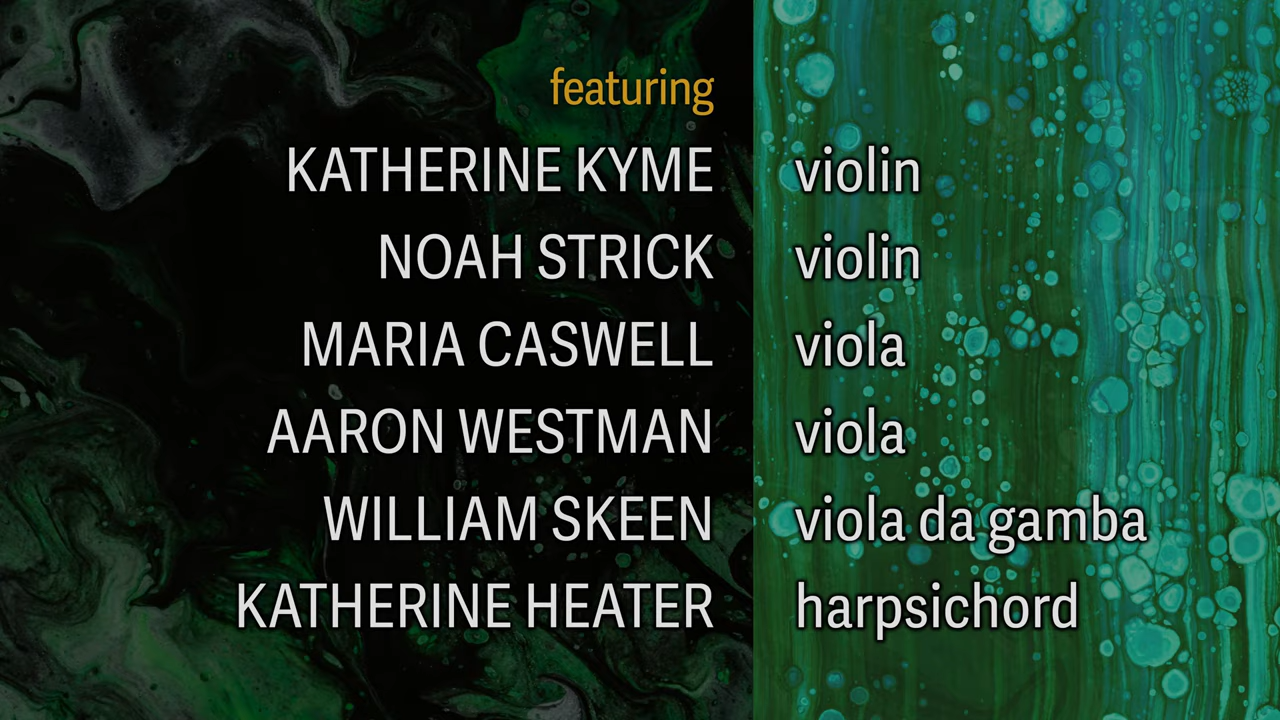 featuring
KATHERINE KYME violin
NOAH STRICK violin
MARIA CASWELL viola
AARON WESTMAN viola
WILLIAM SKEEN viola da gamba
KATHERINE HEATER harpsichord